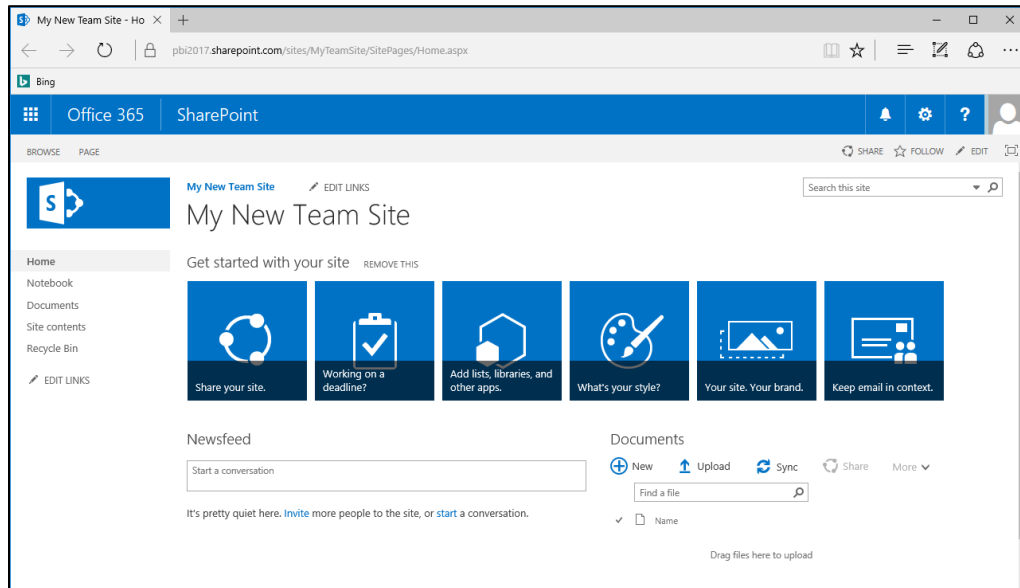 My New Team Site - Ho
pbi2017.sharepoint.com/sites/MyTeamSite/SitePages/Home.aspx
Bing
Office 365 SharePoint ?
BROWSE PAGE SHARE FOLLOW EDIT
S
My New Team Site EDIT LINKS Search this site
My New Team Site
Home
Notebook
Documents
Site contents
Recycle Bin
EDIT LINKS
Get started with your site REMOVE THIS
Share your site.
Working on a
deadline?
Add lists, libraries, and
other apps.
What's your style?
Your site. Your brand.
Keep email in context.
Newsfeed
Start a conversation
It's pretty quiet here. Invite more people to the site, or start a conversation.
Documents
New Upload Sync Share More
Find a file
Name
Drag files here to upload